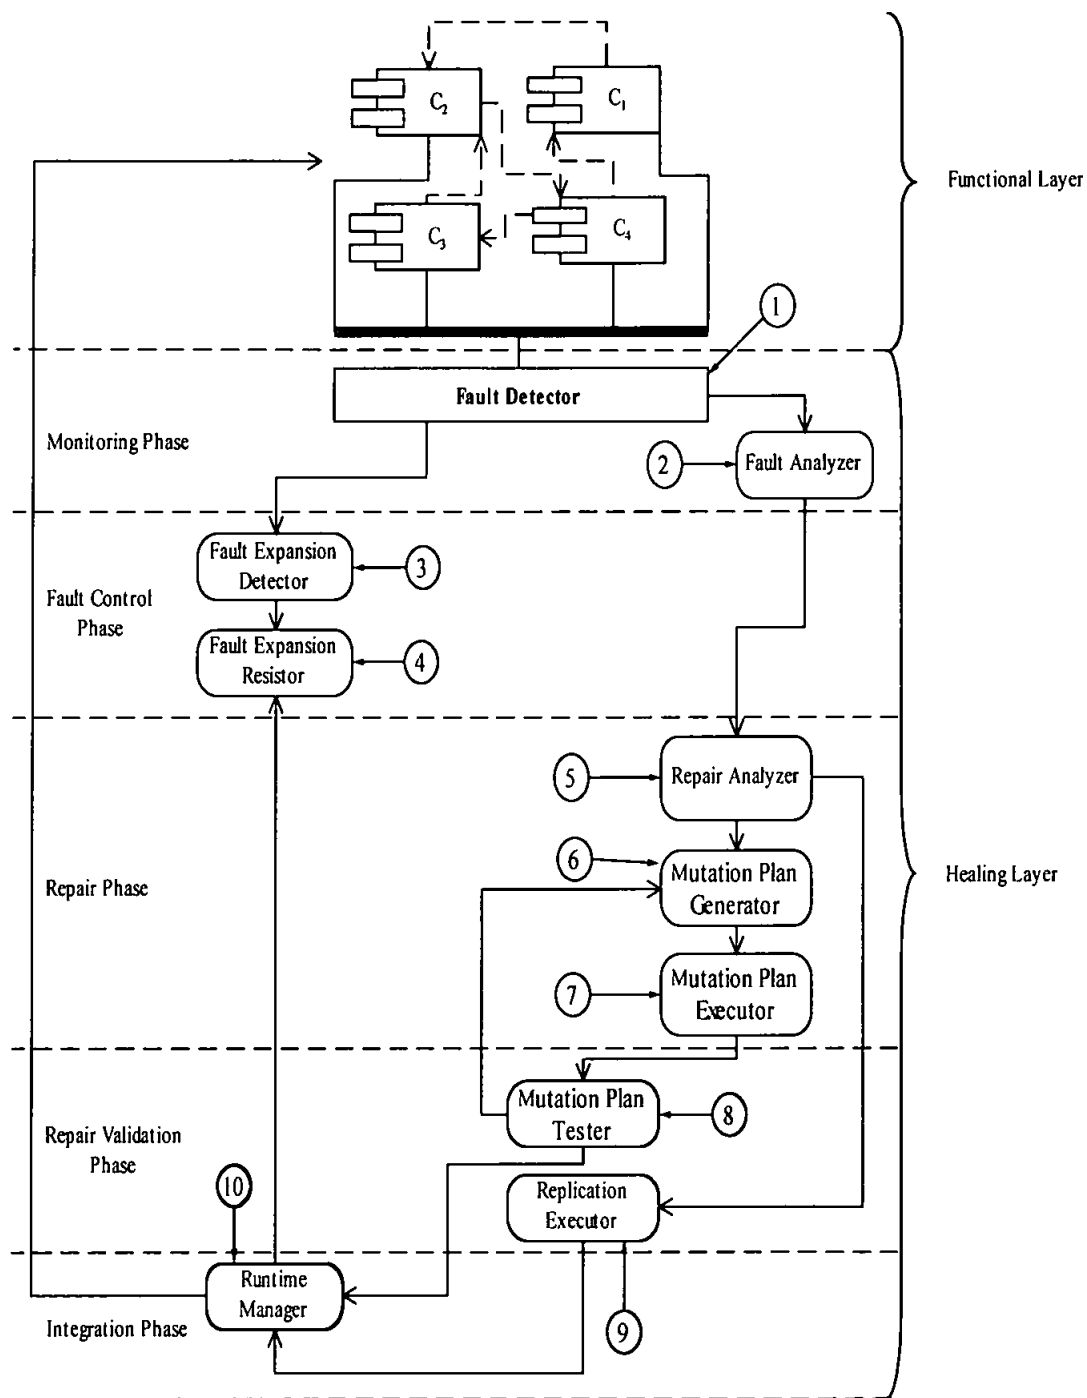 C₂
C₁
C₃
C₄
Functional Layer
1
Fault Detector
Monitoring Phase
2
Fault Analyzer
Fault Expansion
Detector
3
Fault Control
Phase
Fault Expansion
Resistor
4
5
Repair Analyzer
6
Mutation Plan
Generator
Repair Phase
Healing Layer
7
Mutation Plan
Executor
Mutation Plan
Tester
8
Repair Validation
Phase
10
Replication
Executor
Runtime
Manager
Integration Phase
9